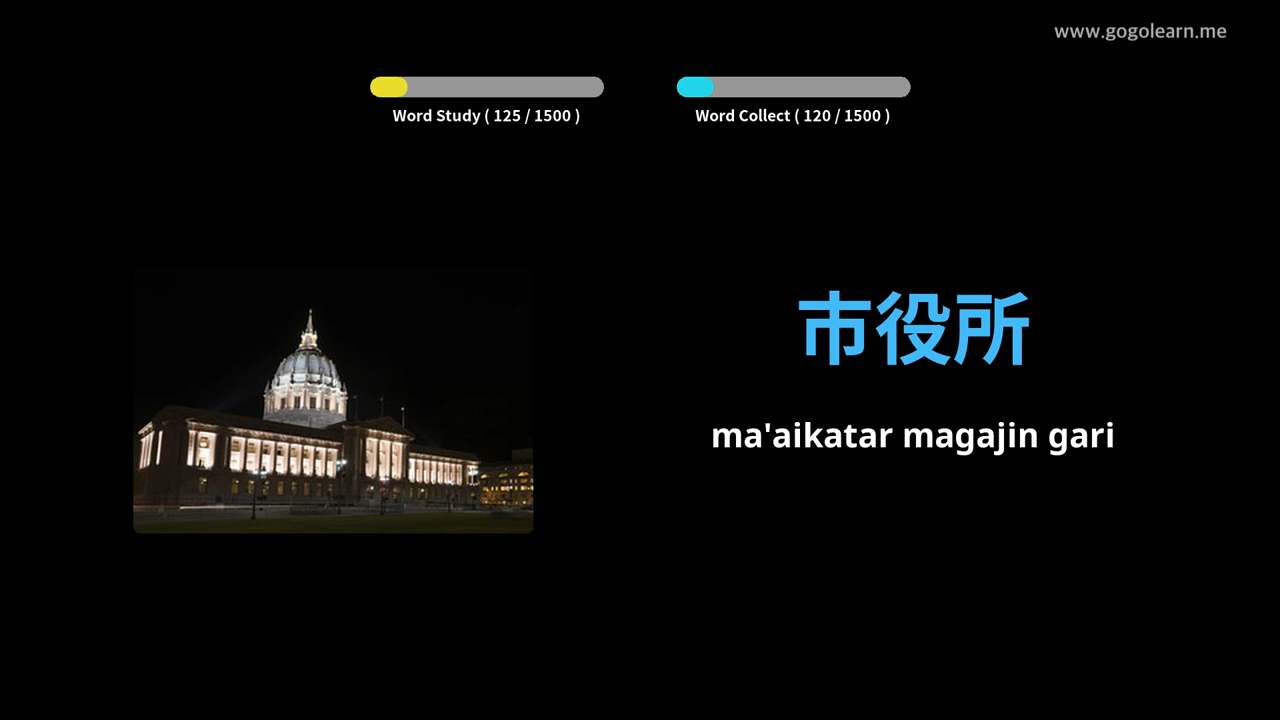 www.gogolearn.me
Word Study ( 125 / 1500 )
Word Collect ( 120 / 1500 )
市役所
ma'aikatar magajin gari